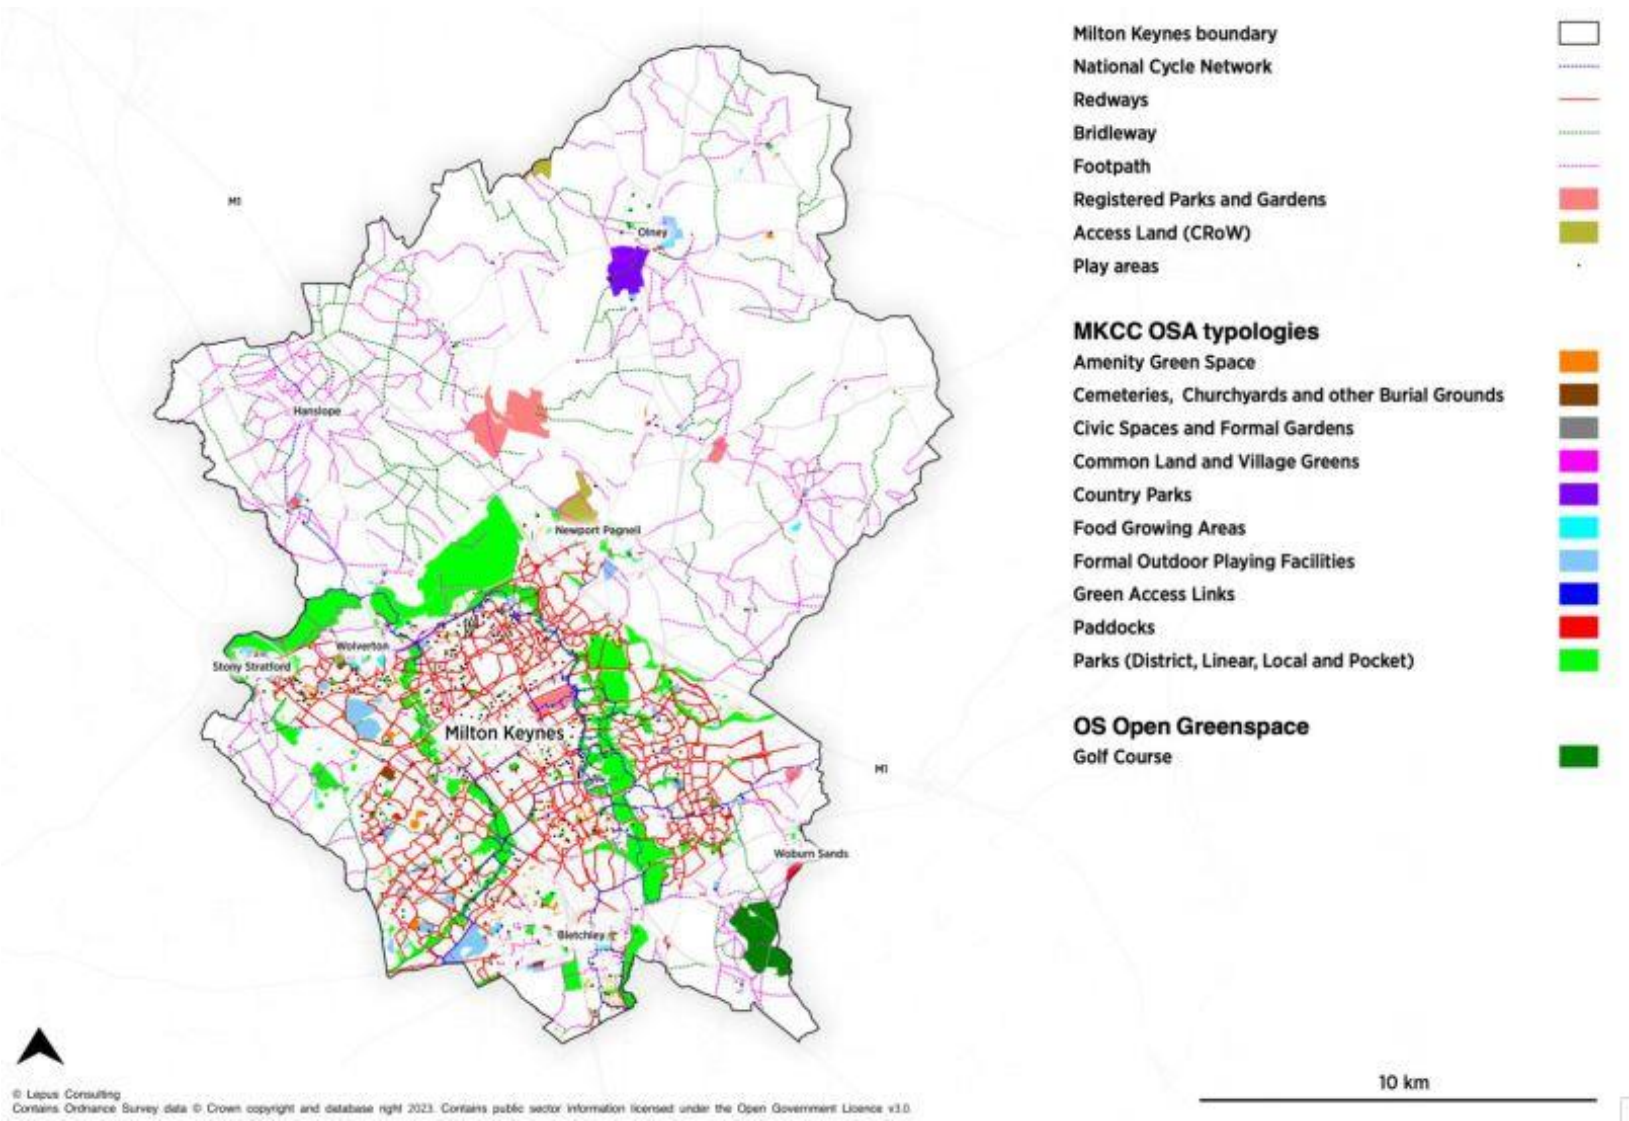 Milton Keynes boundary
National Cycle Network
Redways
Bridleway
Footpath
Registered Parks and Gardens
Access Land (CRoW)
Play areas
MKCC OSA typologies
Amenity Green Space
Cemeteries, Churchyards and other Burial Grounds
Civic Spaces and Formal Gardens
Common Land and Village Greens
Country Parks
Food Growing Areas
Formal Outdoor Playing Facilities
Green Access Links
Paddocks
Parks (District, Linear, Local and Pocket)
OS Open Greenspace
Golf Course
M1
Olney
Hanslope
Newport Pagnell
Wolverton
Stony Stratford
Milton Keynes
M1
Woburn Sands
Bletchley
10 km
© Lepus Consulting
Contains Ordnance Survey data © Crown copyright and database right 2023. Contains public sector information licensed under the Open Government Licence v3.0.